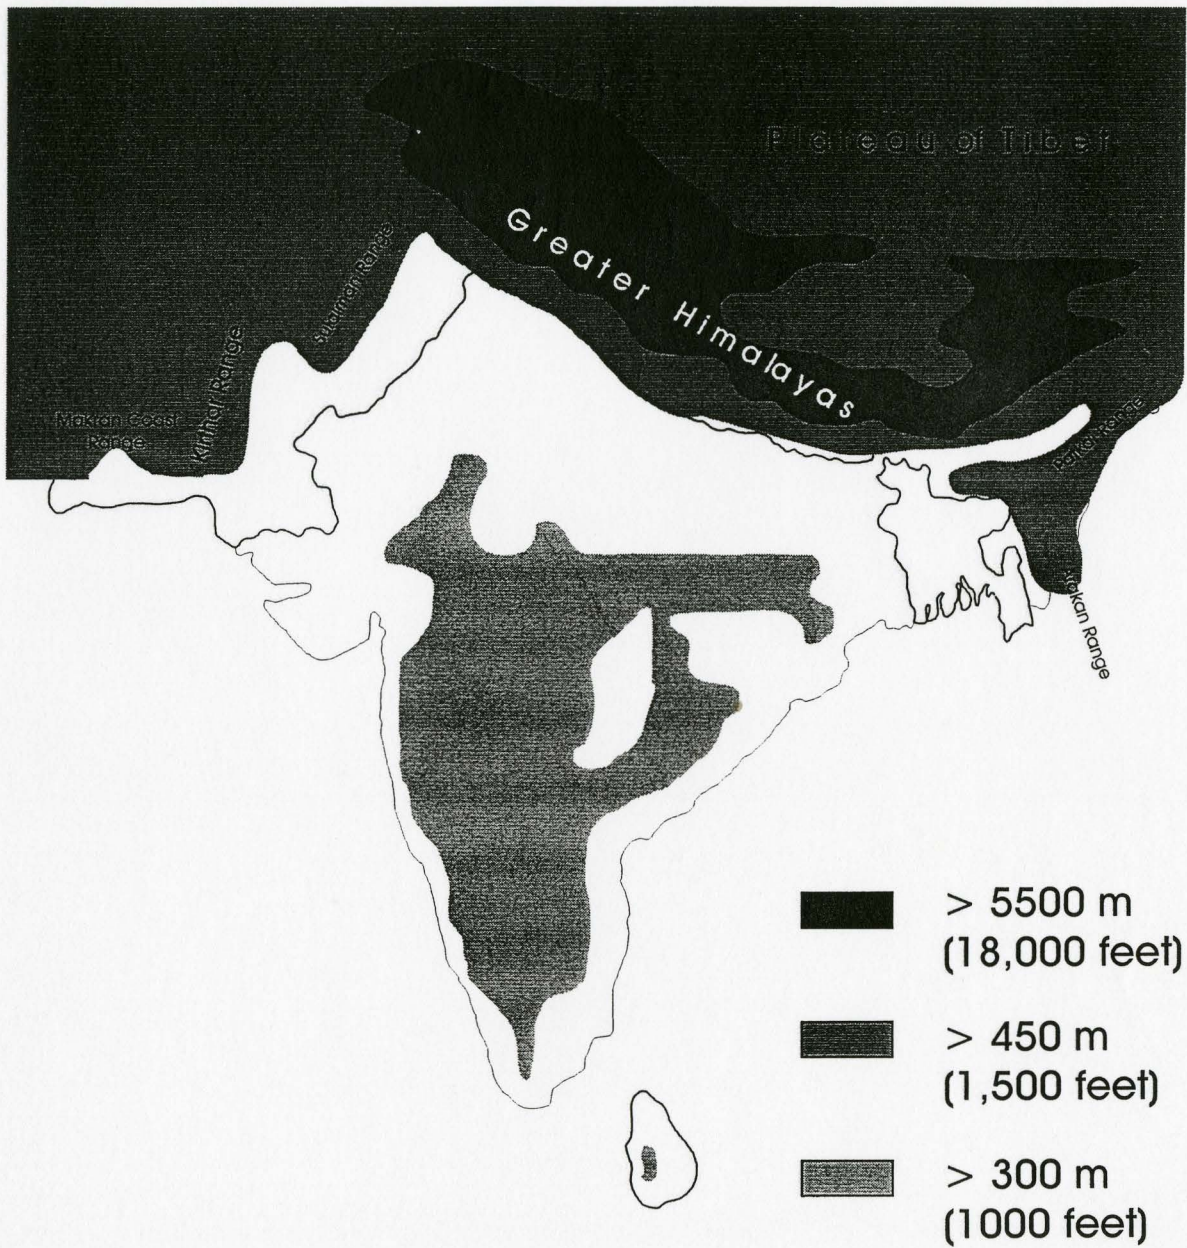 Plateau of Tibet
Greater Himalayas
Sulaiman Range
Kirthar Range
Makran Coast
Range
Patkai Range
Arakan Range
> 5500 m
(18,000 feet)
> 450 m
(1,500 feet)
> 300 m
(1000 feet)